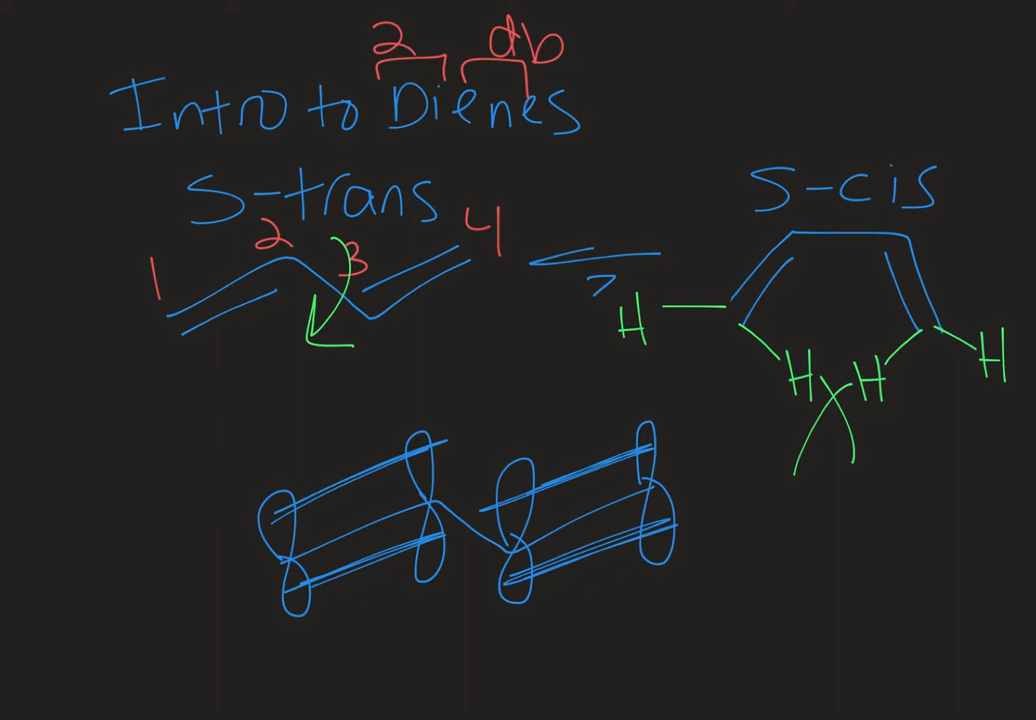 2 db
Intro to Dienes
S-trans
S-cis
1 2 3 4
H
H H H